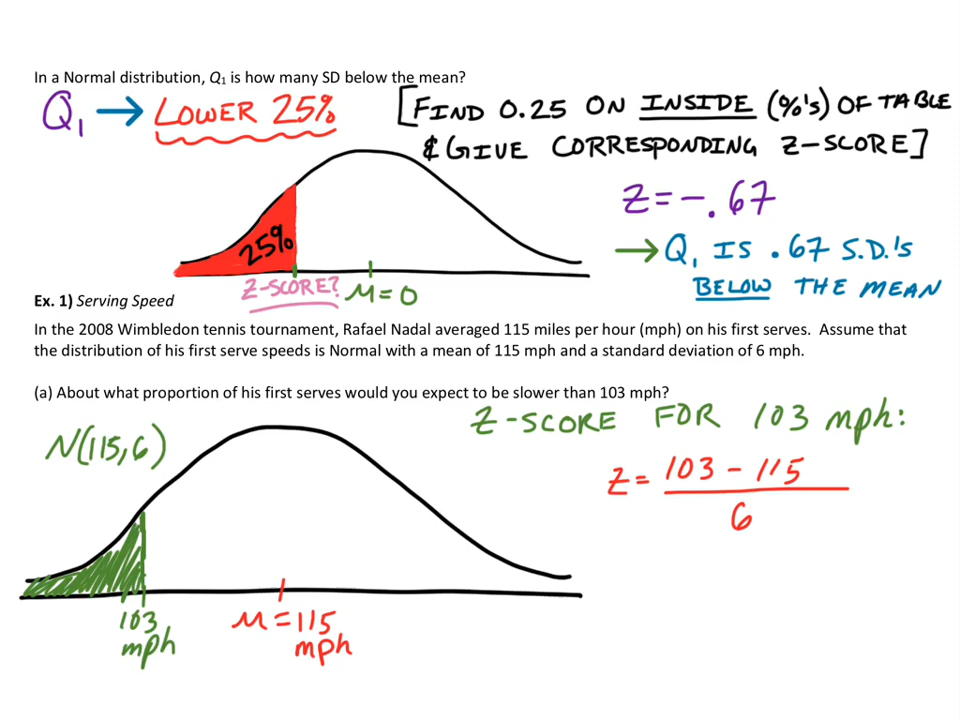 In a Normal distribution, Q1 is how many SD below the mean?
Q1 → LOWER 25%
[FIND 0.25 ON INSIDE (%'s) OF TABLE
& GIVE CORRESPONDING Z-SCORE]
25%
Z = -.67
→ Q1 IS .67 S.D.'s
BELOW THE MEAN
Z-SCORE? μ=0
Ex. 1) Serving Speed
In the 2008 Wimbledon tennis tournament, Rafael Nadal averaged 115 miles per hour (mph) on his first serves. Assume that
the distribution of his first serve speeds is Normal with a mean of 115 mph and a standard deviation of 6 mph.
(a) About what proportion of his first serves would you expect to be slower than 103 mph?
N(115,6)
Z-SCORE FOR 103 mph:
Z = 103 - 115
6
103
mph
μ=115
mph